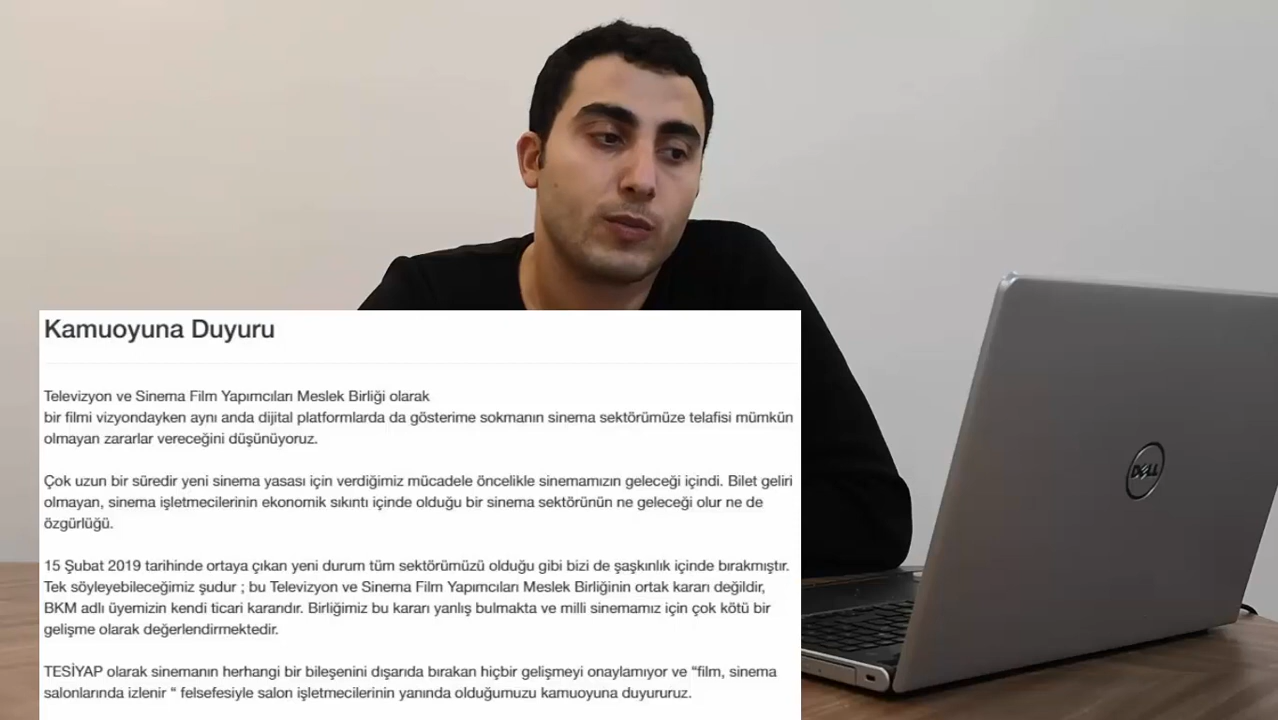 Kamuoyuna Duyuru
Televizyon ve Sinema Film Yapımcıları Meslek Birliği olarak
bir filmi vizyondayken aynı anda dijital platformlarda da gösterime sokmanın sinema sektörümüze telafisi mümkün
olmayan zararlar vereceğini düşünüyoruz.
Çok uzun bir süredir yeni sinema yasası için verdiğimiz mücadele öncelikle sinemamızın geleceği içindi. Bilet geliri
olmayan, sinema işletmecilerinin ekonomik sıkıntı içinde olduğu bir sinema sektörünün ne geleceği olur ne de
özgürlüğü.
15 Şubat 2019 tarihinde ortaya çıkan yeni durum tüm sektörümüzü olduğu gibi bizi de şaşkınlık içinde bırakmıştır.
Tek söyleyebileceğimiz şudur ; bu Televizyon ve Sinema Film Yapımcıları Meslek Birliğinin ortak kararı değildir,
BKM adlı üyemizin kendi ticari kararıdır. Birliğimiz bu kararı yanlış bulmakta ve milli sinemamız için çok kötü bir
gelişme olarak değerlendirmektedir.
TESİYAP olarak sinemanın herhangi bir bileşenini dışarıda bırakan hiçbir gelişmeyi onaylamıyor ve “film, sinema
salonlarında izlenir “ felsefesiyle salon işletmecilerinin yanında olduğumuzu kamuoyuna duyururuz.
DELL